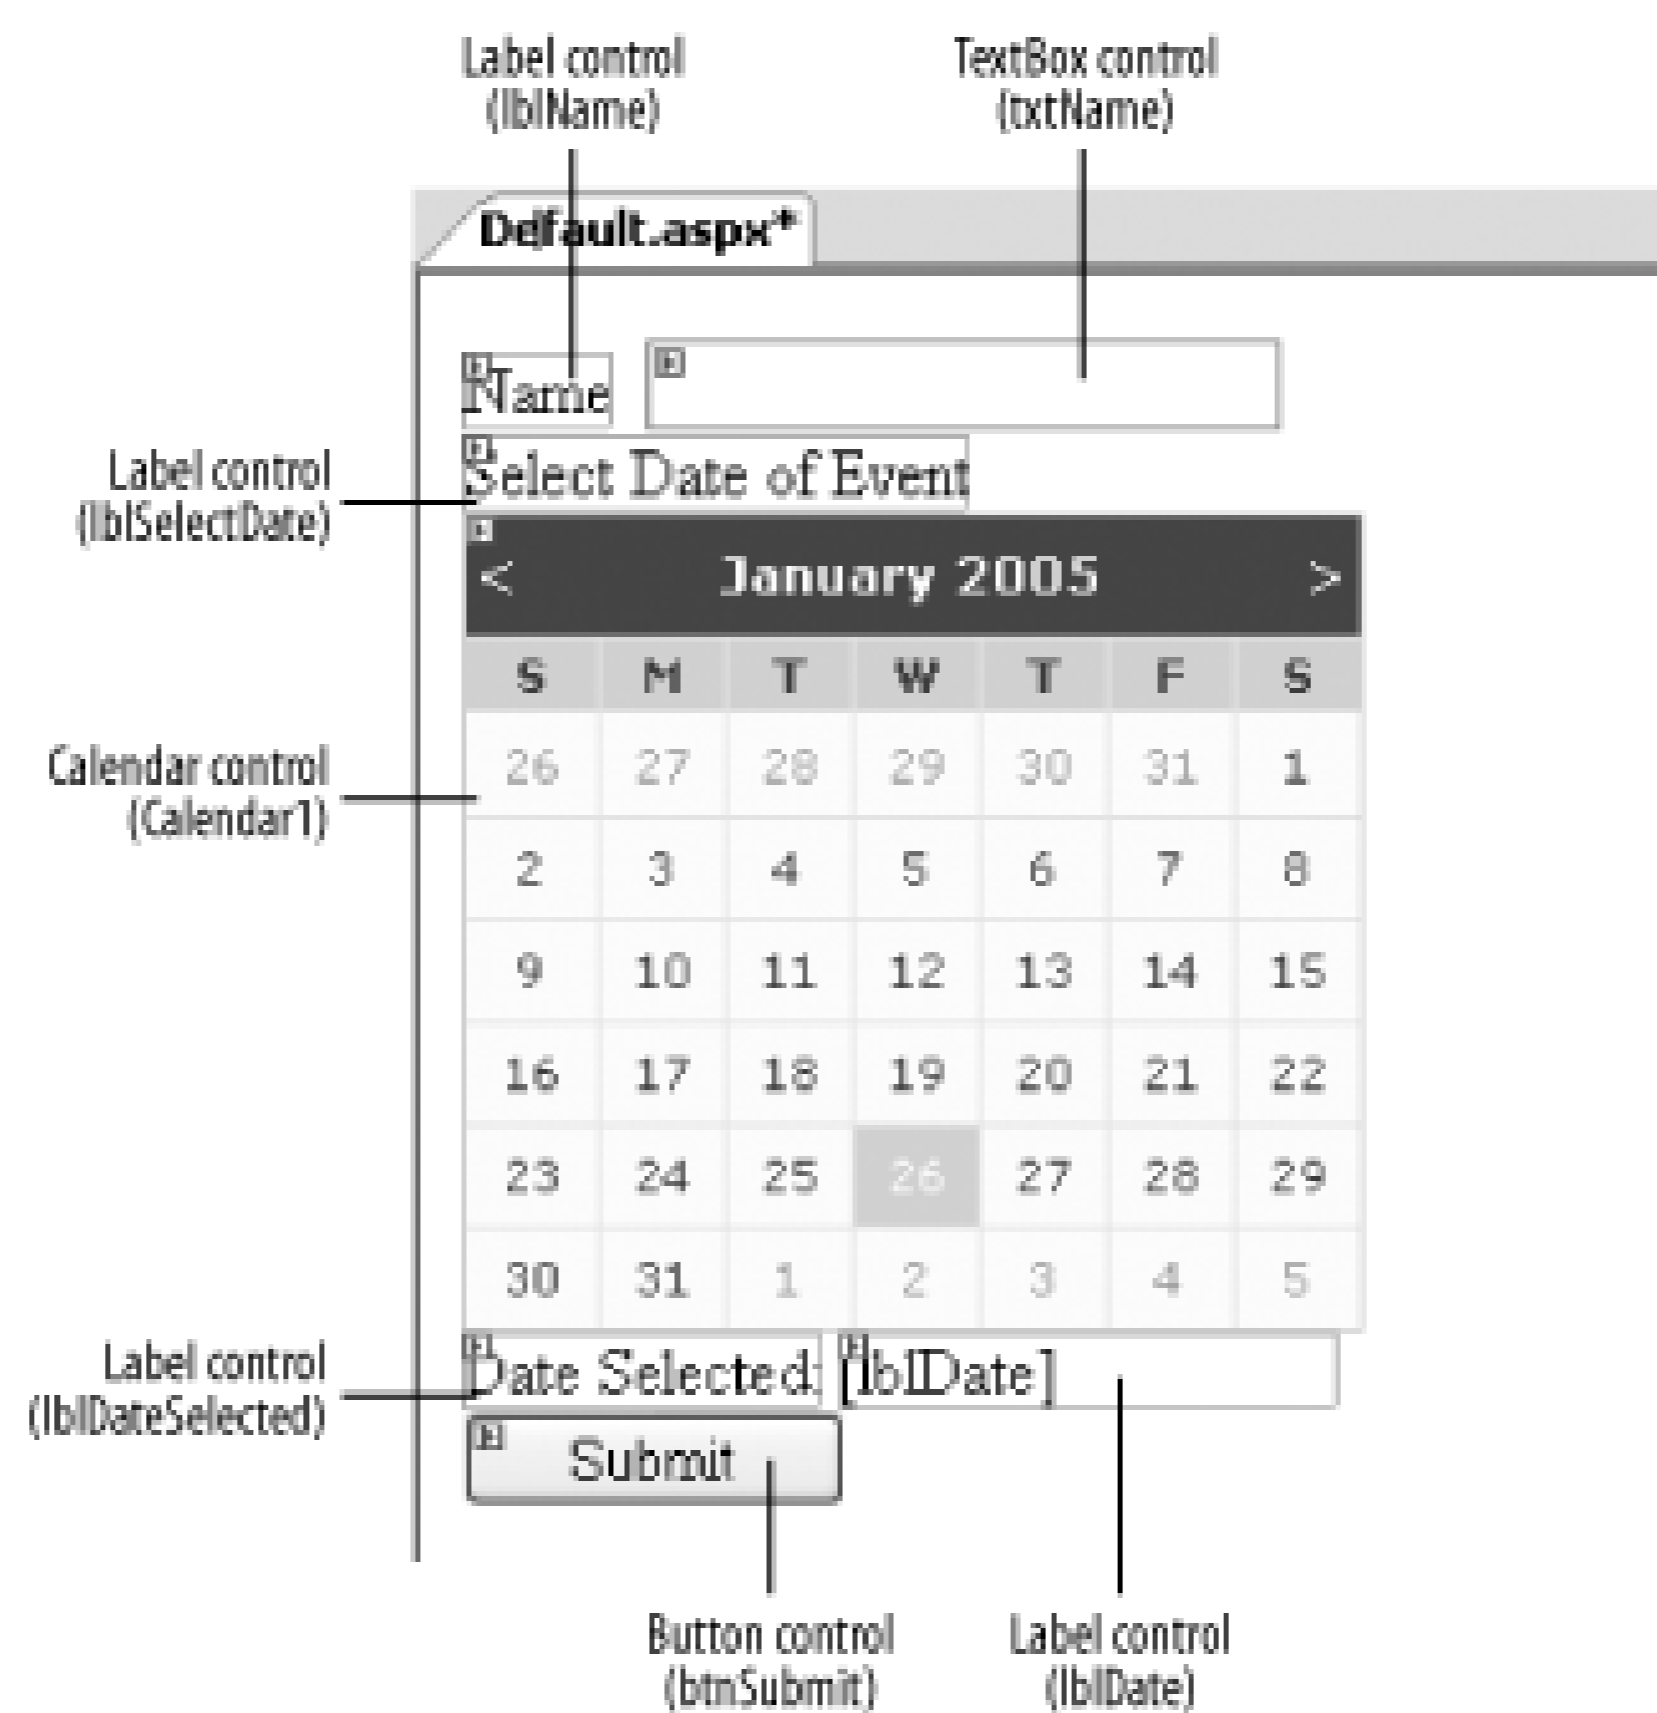 Label control
(lblName)
TextBox control
(txtName)
Default.aspx*
Name
Label control
(lblSelectDate)
Select Date of Event
< January 2005 >
S M T W T F S
26 27 28 29 30 31 1
Calendar control
(Calendar1)
2 3 4 5 6 7 8
9 10 11 12 13 14 15
16 17 18 19 20 21 22
23 24 25 26 27 28 29
30 31 1 2 3 4 5
Label control
(lblDateSelected)
Date Selected: [lblDate]
Submit
Button control
(btnSubmit)
Label control
(lblDate)